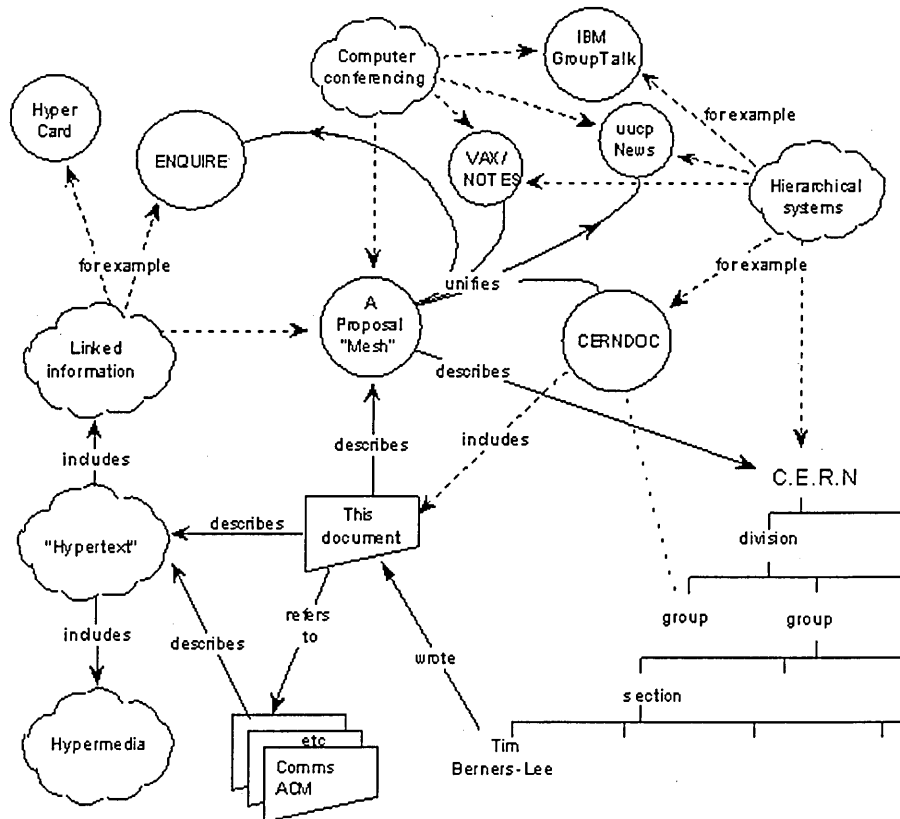 IBM
GroupTalk
Computer
conferencing
Hyper
Card
for example
uucp
News
VAX/
NOTES
ENQUIRE
Hierarchical
systems
for example
for example
unifies
A
Proposal
"Mesh"
CERNDOC
Linked
information
describes
includes
describes
includes
C.E.R.N
This
document
describes
"Hypertext"
division
refers
to
group
group
includes
describes
wrote
section
Hypermedia
etc
Comms
ACM
Tim
Berners-Lee